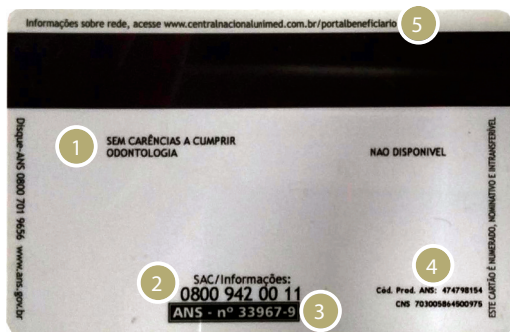 Informações sobre rede, acesse www.centralnacionalunimed.com.br/portalbeneficiario
5
1
SEM CARÊNCIAS A CUMPRIR
ODONTOLOGIA
NAO DISPONIVEL
Disque-ANS 0800 701 9656 www.ans.gov.br
ESTE CARTÃO É NUMERADO, NOMINATIVO E INTRANSFERÍVEL
2
SAC/Informações:
0800 942 00 11
ANS - nº 33967-9
3
4
Cód. Prod. ANS: 474798154
CNS 703005864500975